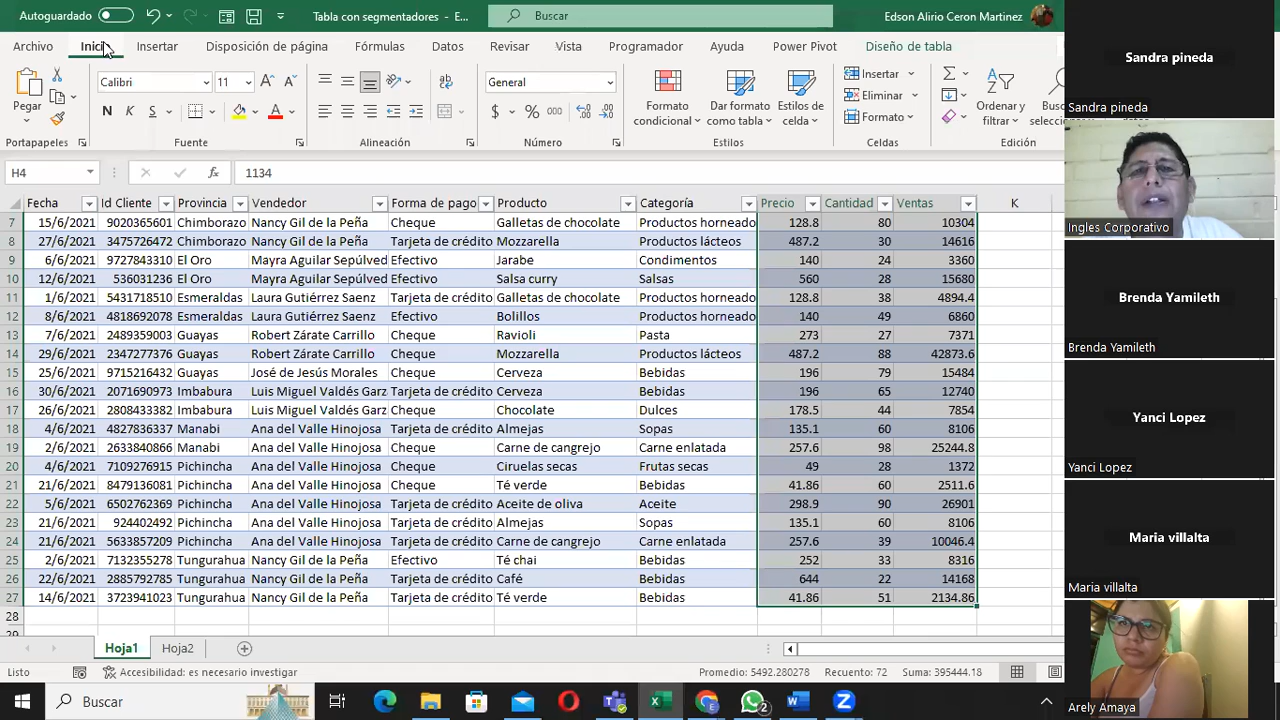 Autoguardado
Tabla con segmentadores - E...
Buscar
Edson Alirio Ceron Martinez
Archivo Inicio Insertar Disposición de página Fórmulas Datos Revisar Vista Programador Ayuda Power Pivot Diseño de tabla
Pegar
Calibri 11
N K S
General
$ % 000
Formato condicional
Dar formato como tabla
Estilos de celda
Insertar
Eliminar
Formato
Ordenar y filtrar
Portapapeles Fuente Alineación Número Estilos Celdas Edición
H4 1134
Fecha Id Cliente Provincia Vendedor Forma de pago Producto Categoría Precio Cantidad Ventas K
7 15/6/2021 9020365601 Chimborazo Nancy Gil de la Peña Cheque Galletas de chocolate Productos horneado 128.8 80 10304
8 27/6/2021 3475726472 Chimborazo Nancy Gil de la Peña Tarjeta de crédito Mozzarella Productos lácteos 487.2 30 14616
9 6/6/2021 9727843310 El Oro Mayra Aguilar Sepúlved Efectivo Jarabe Condimentos 140 24 3360
10 12/6/2021 536031236 El Oro Mayra Aguilar Sepúlved Efectivo Salsa curry Salsas 560 28 15680
11 1/6/2021 5431718510 Esmeraldas Laura Gutiérrez Saenz Tarjeta de crédito Galletas de chocolate Productos horneado 128.8 38 4894.4
12 8/6/2021 4818692078 Esmeraldas Laura Gutiérrez Saenz Efectivo Bolillos Productos horneado 140 49 6860
13 7/6/2021 2489359003 Guayas Robert Zárate Carrillo Cheque Ravioli Pasta 273 27 7371
14 29/6/2021 2347277376 Guayas Robert Zárate Carrillo Cheque Mozzarella Productos lácteos 487.2 88 42873.6
15 25/6/2021 9715216432 Guayas José de Jesús Morales Cheque Cerveza Bebidas 196 79 15484
16 30/6/2021 2071690973 Imbabura Luis Miguel Valdés Garz Tarjeta de crédito Cerveza Bebidas 196 65 12740
17 26/6/2021 2808433382 Imbabura Luis Miguel Valdés Garz Cheque Chocolate Dulces 178.5 44 7854
18 4/6/2021 4827836337 Manabi Ana del Valle Hinojosa Cheque Almejas Sopas 135.1 60 8106
19 2/6/2021 2633840866 Manabi Ana del Valle Hinojosa Cheque Carne de cangrejo Carne enlatada 257.6 98 25244.8
20 4/6/2021 7109276915 Pichincha Ana del Valle Hinojosa Cheque Ciruelas secas Frutas secas 49 28 1372
21 21/6/2021 8479136081 Pichincha Ana del Valle Hinojosa Cheque Té verde Bebidas 41.86 60 2511.6
22 5/6/2021 6502762369 Pichincha Ana del Valle Hinojosa Tarjeta de crédito Aceite de oliva Aceite 298.9 90 26901
23 21/6/2021 924402492 Pichincha Ana del Valle Hinojosa Tarjeta de crédito Almejas Sopas 135.1 60 8106
24 21/6/2021 5633857209 Pichincha Ana del Valle Hinojosa Tarjeta de crédito Carne de cangrejo Carne enlatada 257.6 39 10046.4
25 2/6/2021 7132355278 Tungurahua Nancy Gil de la Peña Efectivo Té chai Bebidas 252 33 8316
26 22/6/2021 2885792785 Tungurahua Nancy Gil de la Peña Tarjeta de crédito Café Bebidas 644 22 14168
27 14/6/2021 3723941023 Tungurahua Nancy Gil de la Peña Tarjeta de crédito Té verde Bebidas 41.86 51 2134.86
28
29
Hoja1 Hoja2
Listo Accesibilidad: es necesario investigar Promedio: 5492.280278 Recuento: 72 Suma: 395444.18
Buscar
2
Sandra pineda
Sandra pineda
Ingles Corporativo
Brenda Yamileth
Brenda Yamileth
Yanci Lopez
Yanci Lopez
Maria villalta
Maria villalta
Arely Amaya